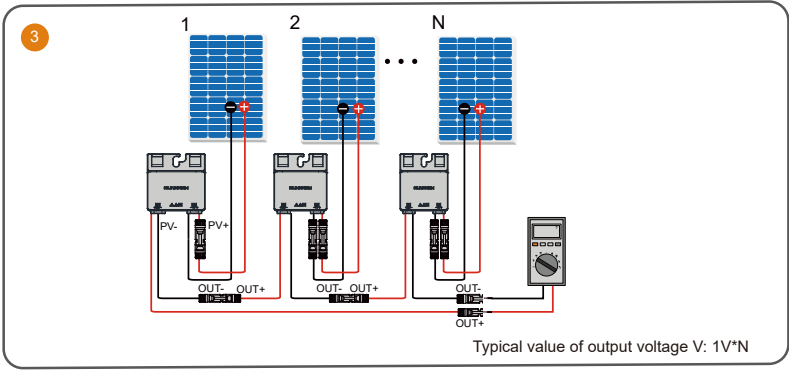 3
1
2
N
PV-
PV+
OUT-
OUT+
OUT-
OUT+
OUT-
OUT+
Typical value of output voltage V: 1V*N